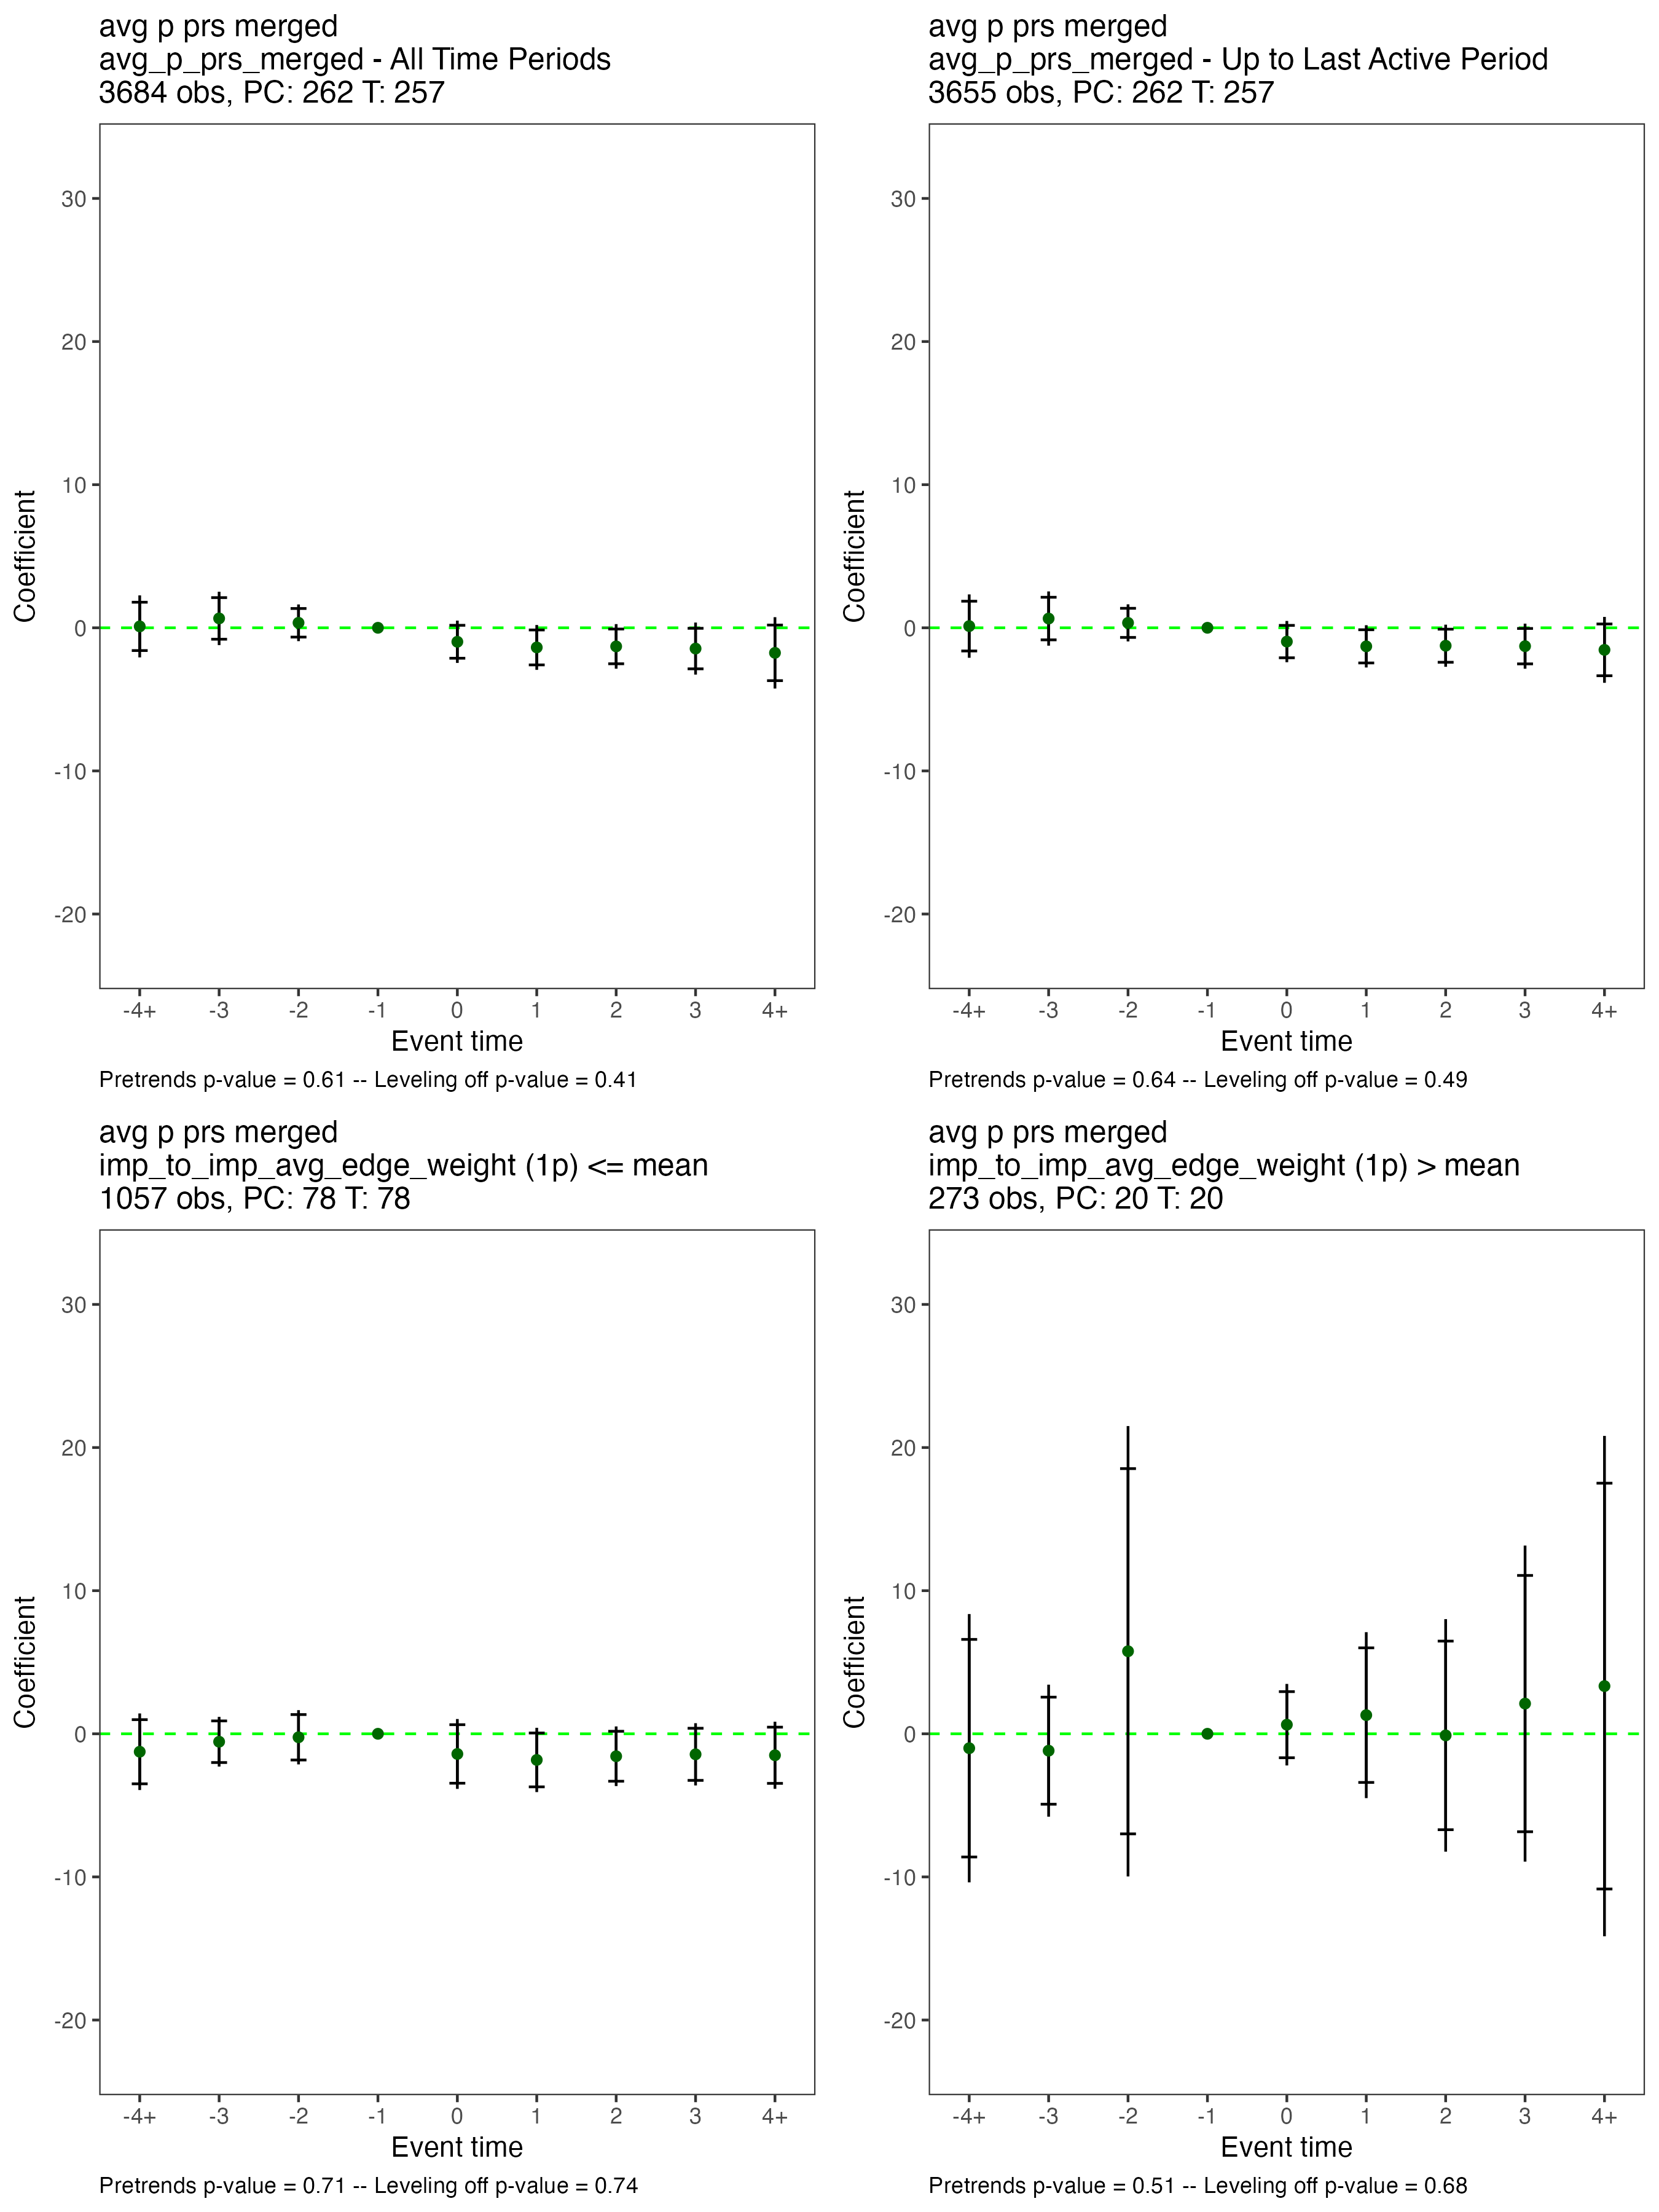 avg p prs merged
avg_p_prs_merged - All Time Periods
3684 obs, PC: 262 T: 257
Coefficient
30
20
10
0
-10
-20
-4+ -3 -2 -1 0 1 2 3 4+
Event time
Pretrends p-value = 0.61 -- Leveling off p-value = 0.41
avg p prs merged
avg_p_prs_merged - Up to Last Active Period
3655 obs, PC: 262 T: 257
Coefficient
30
20
10
0
-10
-20
-4+ -3 -2 -1 0 1 2 3 4+
Event time
Pretrends p-value = 0.64 -- Leveling off p-value = 0.49
avg p prs merged
imp_to_imp_avg_edge_weight (1p) <= mean
1057 obs, PC: 78 T: 78
Coefficient
30
20
10
0
-10
-20
-4+ -3 -2 -1 0 1 2 3 4+
Event time
Pretrends p-value = 0.71 -- Leveling off p-value = 0.74
avg p prs merged
imp_to_imp_avg_edge_weight (1p) > mean
273 obs, PC: 20 T: 20
Coefficient
30
20
10
0
-10
-20
-4+ -3 -2 -1 0 1 2 3 4+
Event time
Pretrends p-value = 0.51 -- Leveling off p-value = 0.68